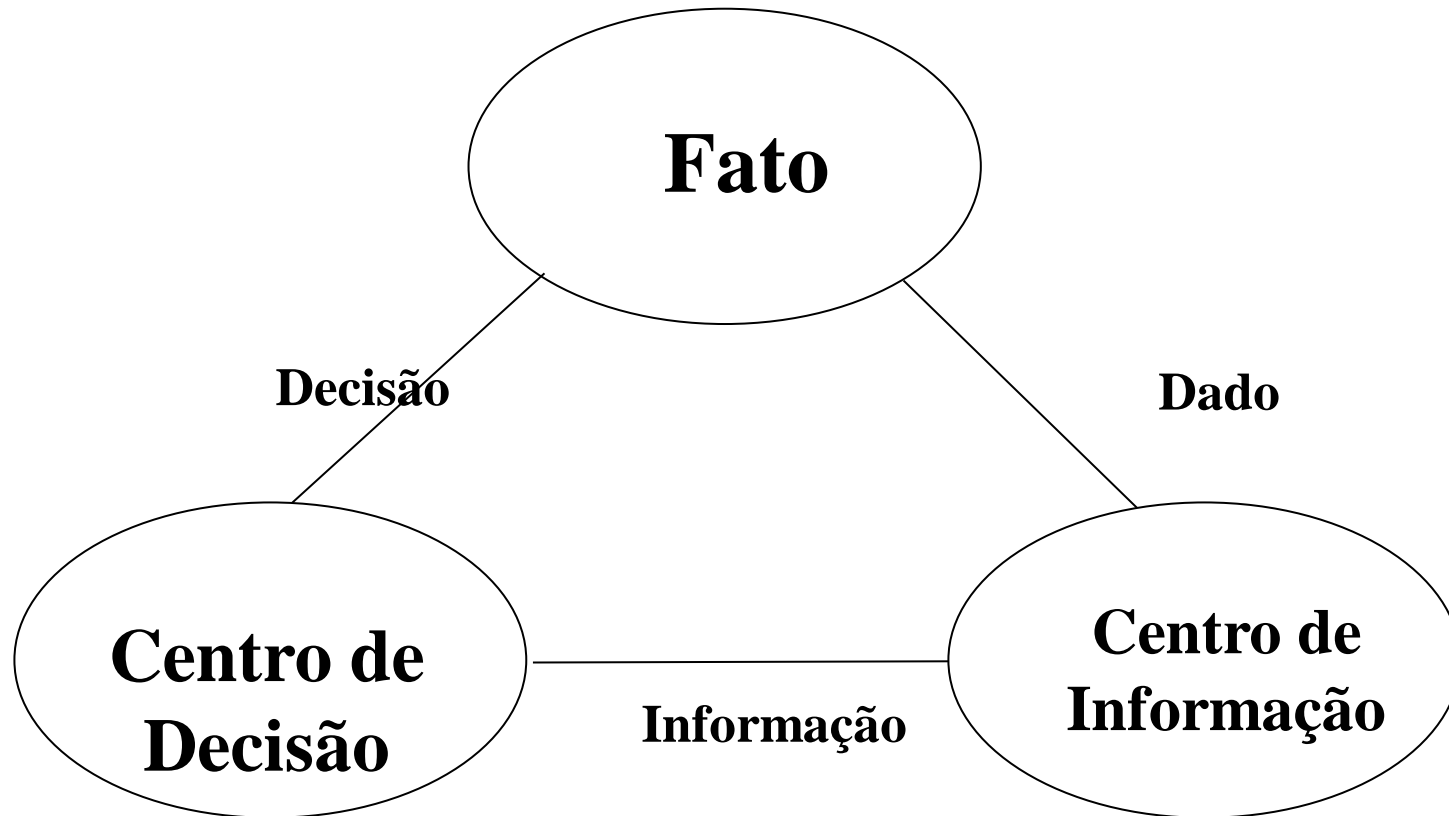 Fato
Decisão
Dado
Centro de
Decisão
Informação
Centro de
Informação